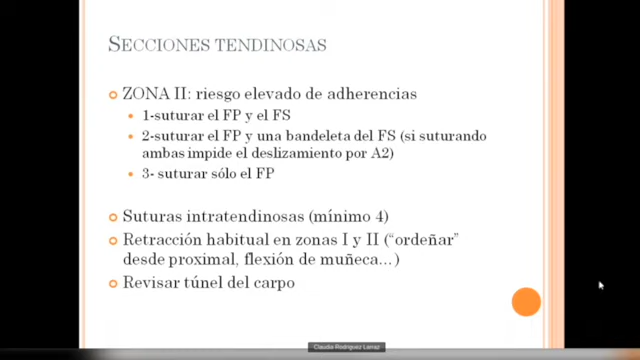 SECCIONES TENDINOSAS
ZONA II: riesgo elevado de adherencias
1-suturar el FP y el FS
2-suturar el FP y una bandeleta del FS (si suturando
ambas impide el deslizamiento por A2)
3- suturar sólo el FP
Suturas intratendinosas (mínimo 4)
Retracción habitual en zonas I y II (“ordeñar”
desde proximal, flexión de muñeca...)
Revisar túnel del carpo
Claudia Rodriguez Larraz